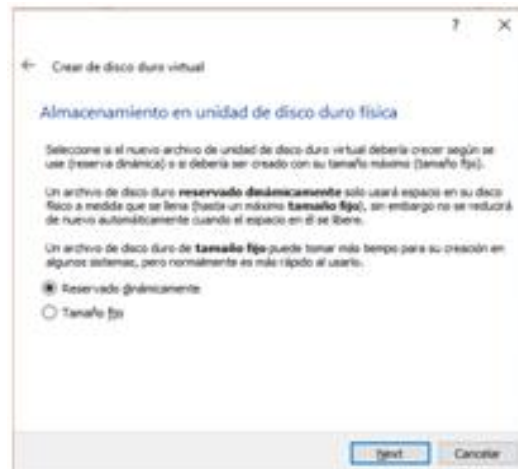 ?
Crear de disco duro virtual
Almacenamiento en unidad de disco duro física
Seleccione si el nuevo archivo de unidad de disco duro virtual debería crecer según se
use (reserva dinámica) o si debería ser creado con su tamaño máximo (tamaño fijo).
Un archivo de disco duro reservado dinámicamente solo usará espacio en su disco
físico a medida que se llena (hasta un máximo tamaño fijo), sin embargo no se reducirá
de nuevo automáticamente cuando el espacio en él se libere.
Un archivo de disco duro de tamaño fijo puede tomar más tiempo para su creación en
algunos sistemas, pero normalmente es más rápido al usarlo.
Reservado dinámicamente
Tamaño fijo
Next Cancelar